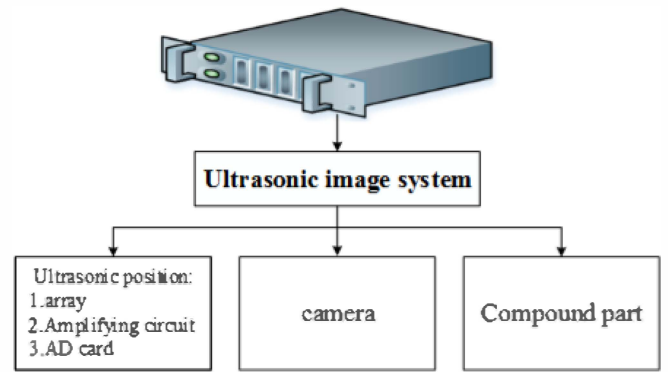 Ultrasonic image system
Ultrasonic position:
1.array
2.Amplifying circuit
3.AD card
camera
Compound part